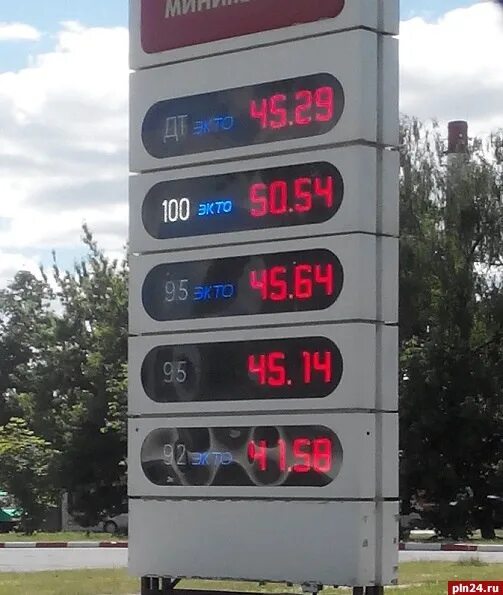 ДТ ЭКТО 45.29
100 ЭКТО 50.54
95 ЭКТО 45.64
95 45.14
92 ЭКТО 41.58
pln24.ru